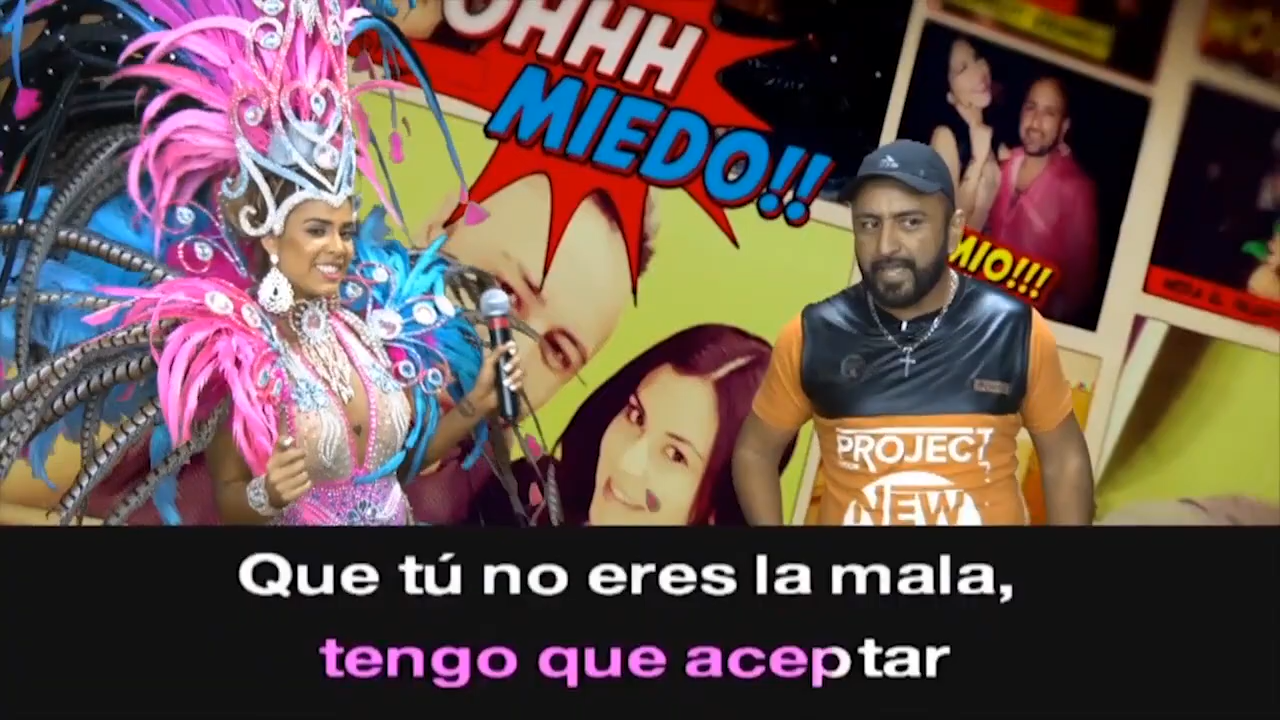 OHHH
MIEDO!!
MIO!!!
PROJECT
NEW
Que tú no eres la mala,
tengo que aceptar